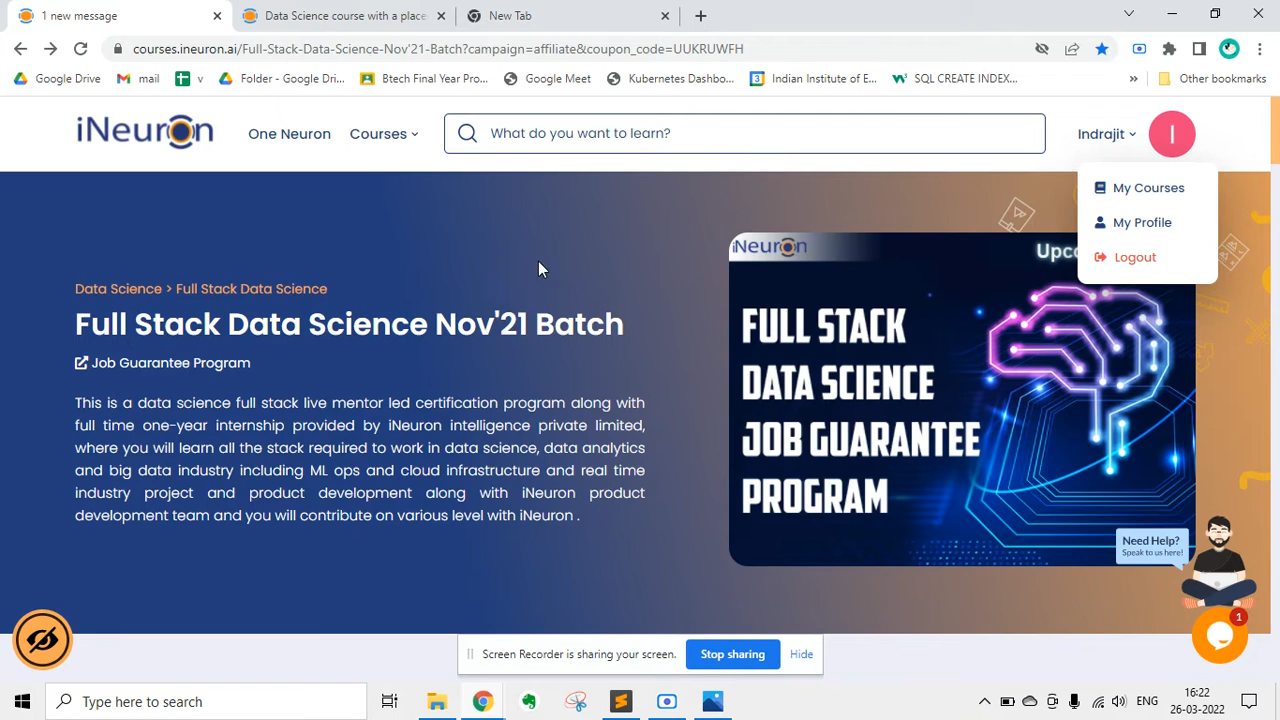 1 new message
Data Science course with a place
New Tab
courses.ineuron.ai/Full-Stack-Data-Science-Nov'21-Batch?campaign=affiliate&coupon_code=UUKRUWFH
Google Drive
mail
v
Folder - Google Dri...
Btech Final Year Pro...
Google Meet
Kubernetes Dashbo...
Indian Institute of E...
SQL CREATE INDEX...
»
Other bookmarks
iNeuron
One Neuron
Courses
What do you want to learn?
Indrajit
I
My Courses
My Profile
Logout
Data Science > Full Stack Data Science
Full Stack Data Science Nov'21 Batch
Job Guarantee Program
This is a data science full stack live mentor led certification program along with
full time one-year internship provided by iNeuron intelligence private limited,
where you will learn all the stack required to work in data science, data analytics
and big data industry including ML ops and cloud infrastructure and real time
industry project and product development along with iNeuron product
development team and you will contribute on various level with iNeuron .
iNeuron
Upco
FULL STACK
DATA SCIENCE
JOB GUARANTEE
PROGRAM
Need Help?
Speak to us here!
1
Screen Recorder is sharing your screen.
Stop sharing
Hide
Type here to search
ENG
16:22
26-03-2022